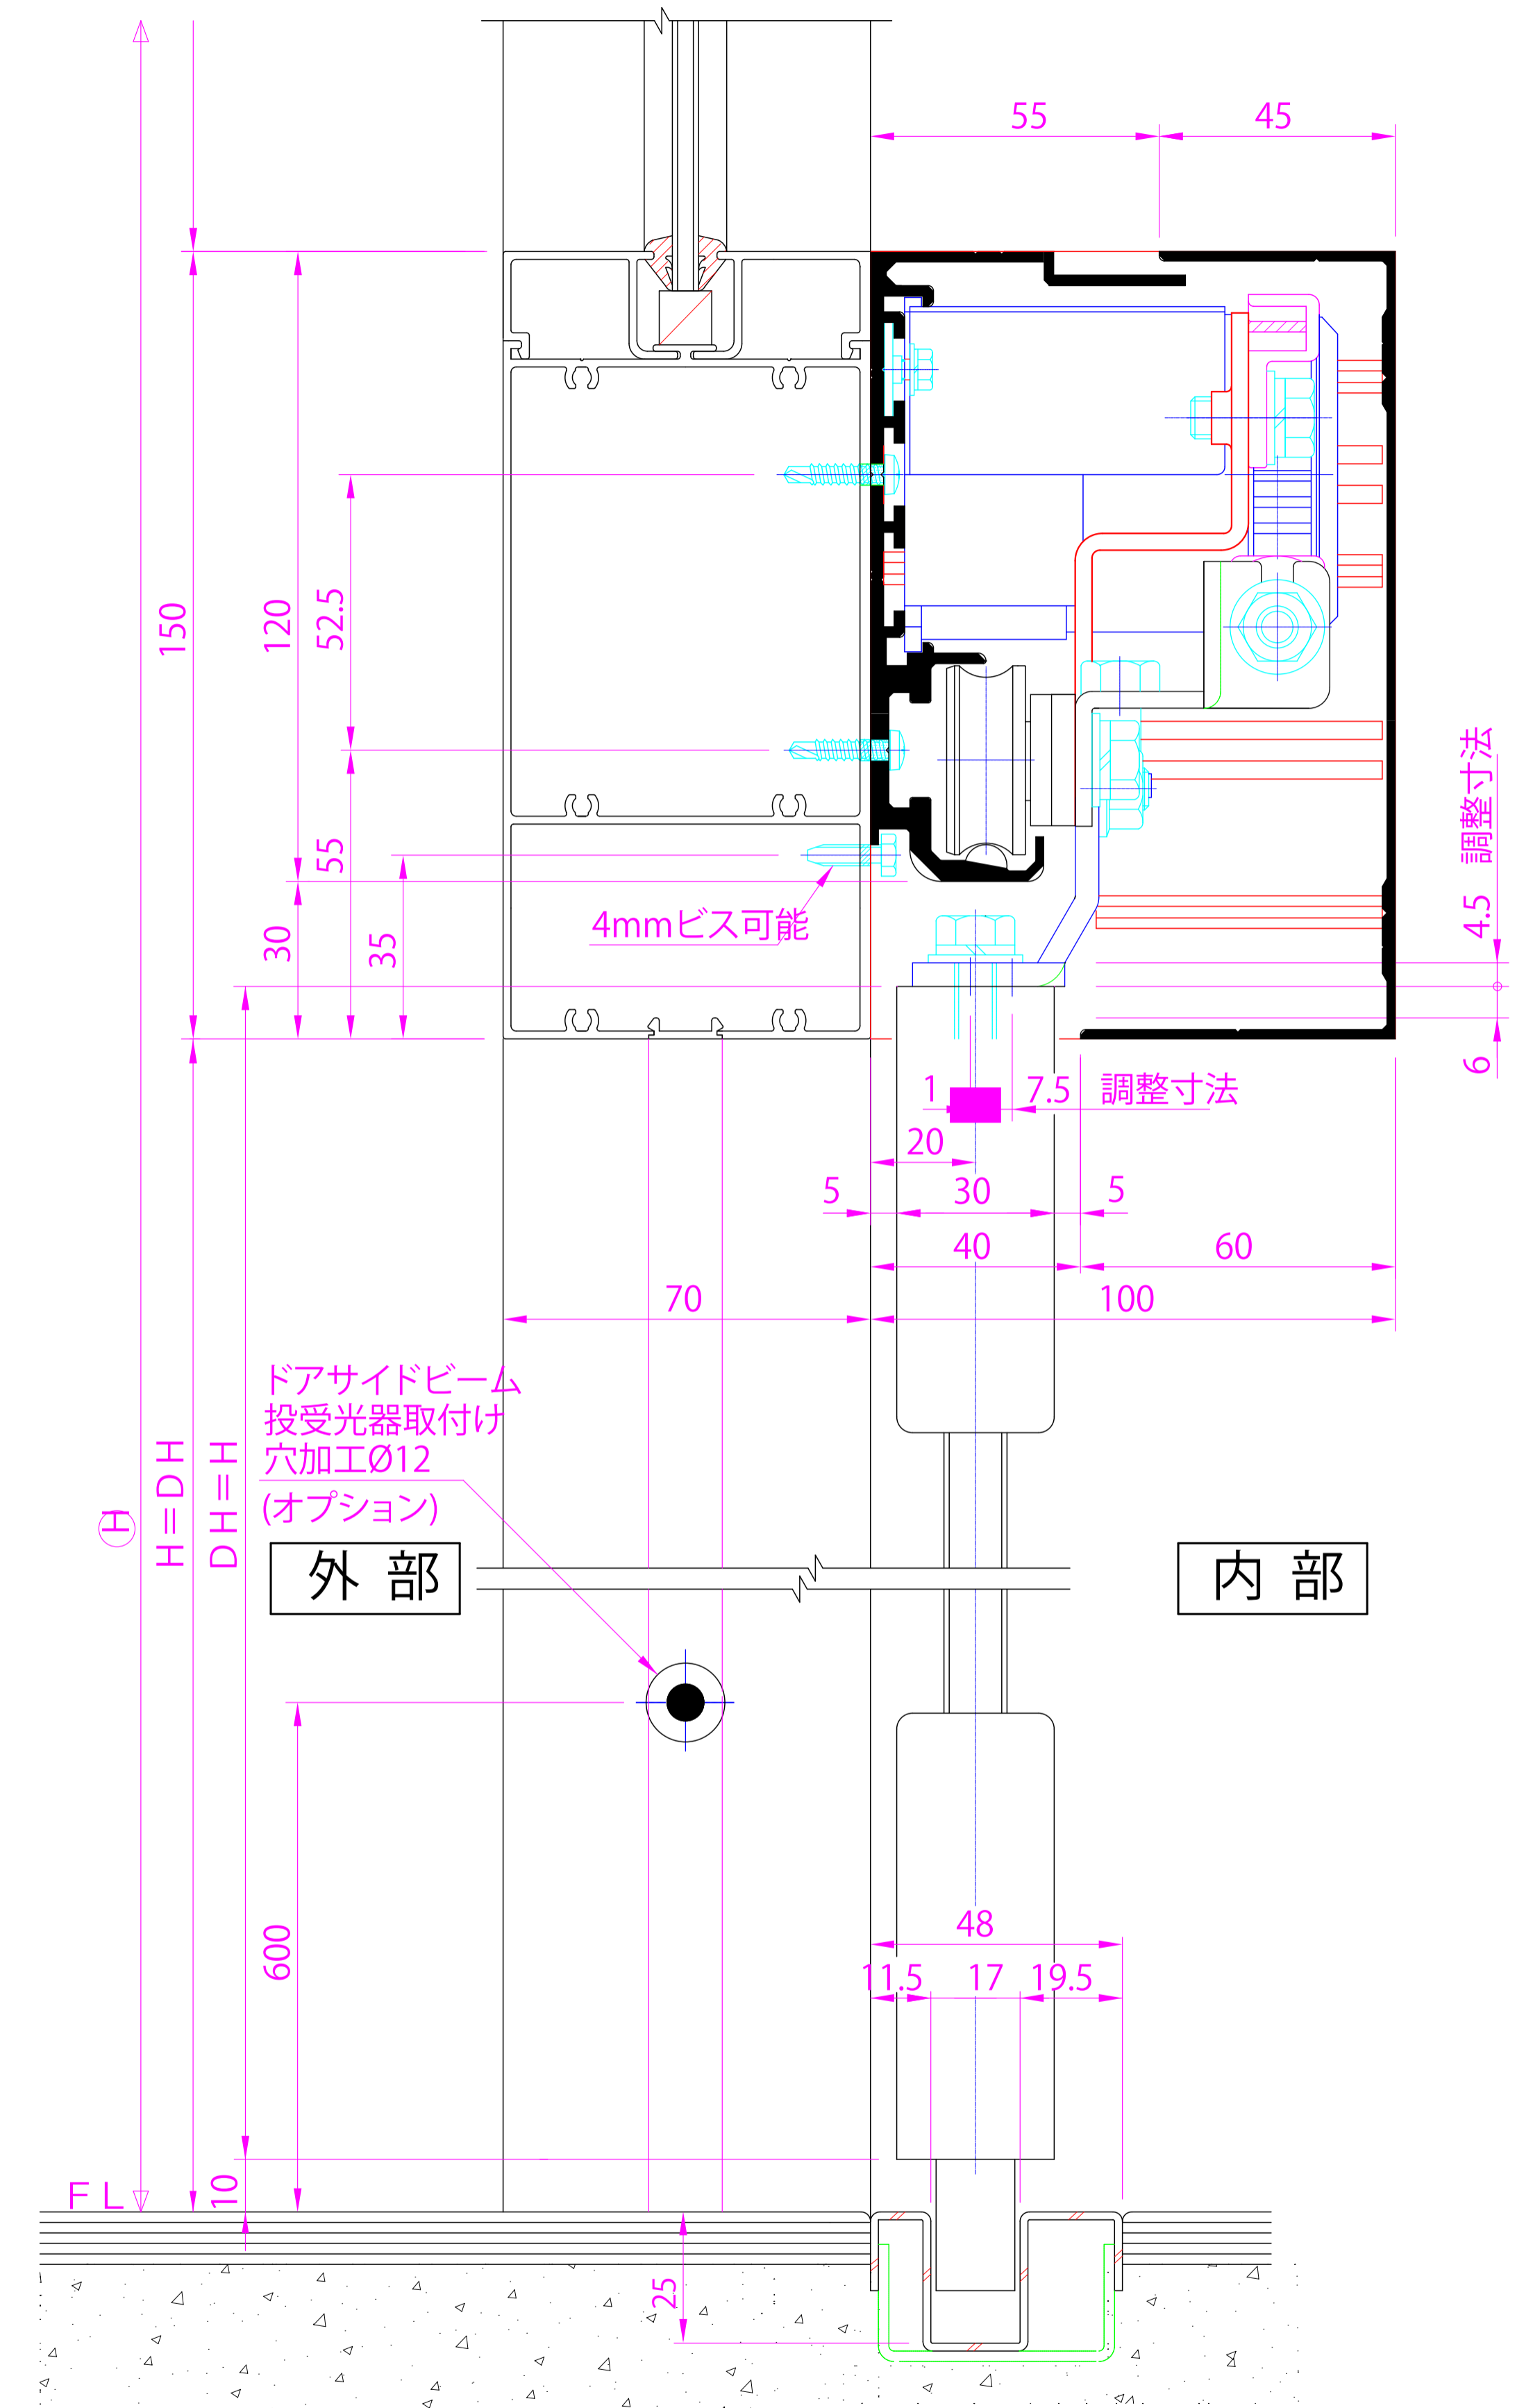 55
45
150
120
52.5
55
30
35
4mmビス可能
4.5 調整寸法
6
1
7.5 調整寸法
20
5
30
5
40
60
70
100
ドアサイドビーム
投受光器取付け
穴加工Ø12
(オプション)
H
H=DH
DH=H
外部
内部
600
48
11.5
17
19.5
10
FL
25